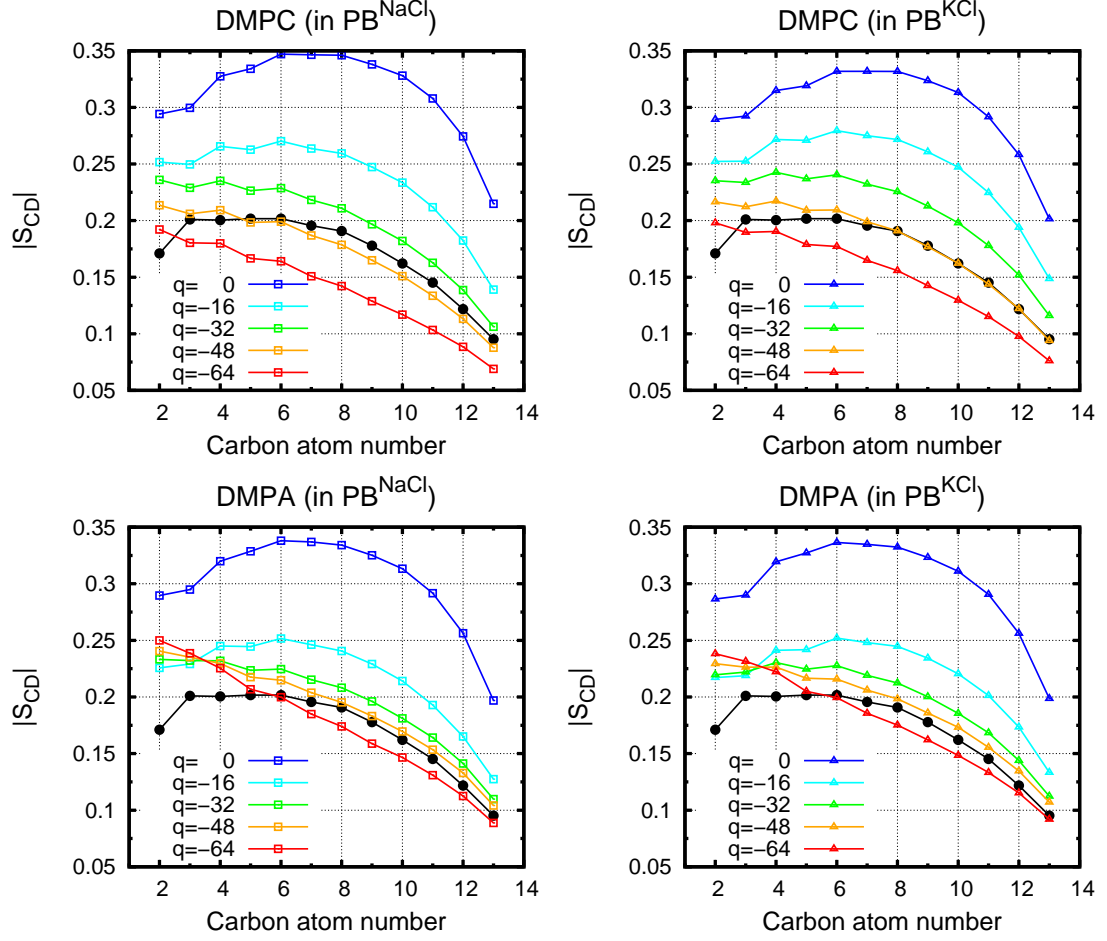 DMPC (in PB^NaCl)
|S_CD|
0.35
0.3
0.25
0.2
0.15
0.1
0.05
q= 0
q=−16
q=−32
q=−48
q=−64
2 4 6 8 10 12 14
Carbon atom number
DMPC (in PB^KCl)
|S_CD|
0.35
0.3
0.25
0.2
0.15
0.1
0.05
q= 0
q=−16
q=−32
q=−48
q=−64
2 4 6 8 10 12 14
Carbon atom number
DMPA (in PB^NaCl)
|S_CD|
0.35
0.3
0.25
0.2
0.15
0.1
0.05
q= 0
q=−16
q=−32
q=−48
q=−64
2 4 6 8 10 12 14
Carbon atom number
DMPA (in PB^KCl)
|S_CD|
0.35
0.3
0.25
0.2
0.15
0.1
0.05
q= 0
q=−16
q=−32
q=−48
q=−64
2 4 6 8 10 12 14
Carbon atom number